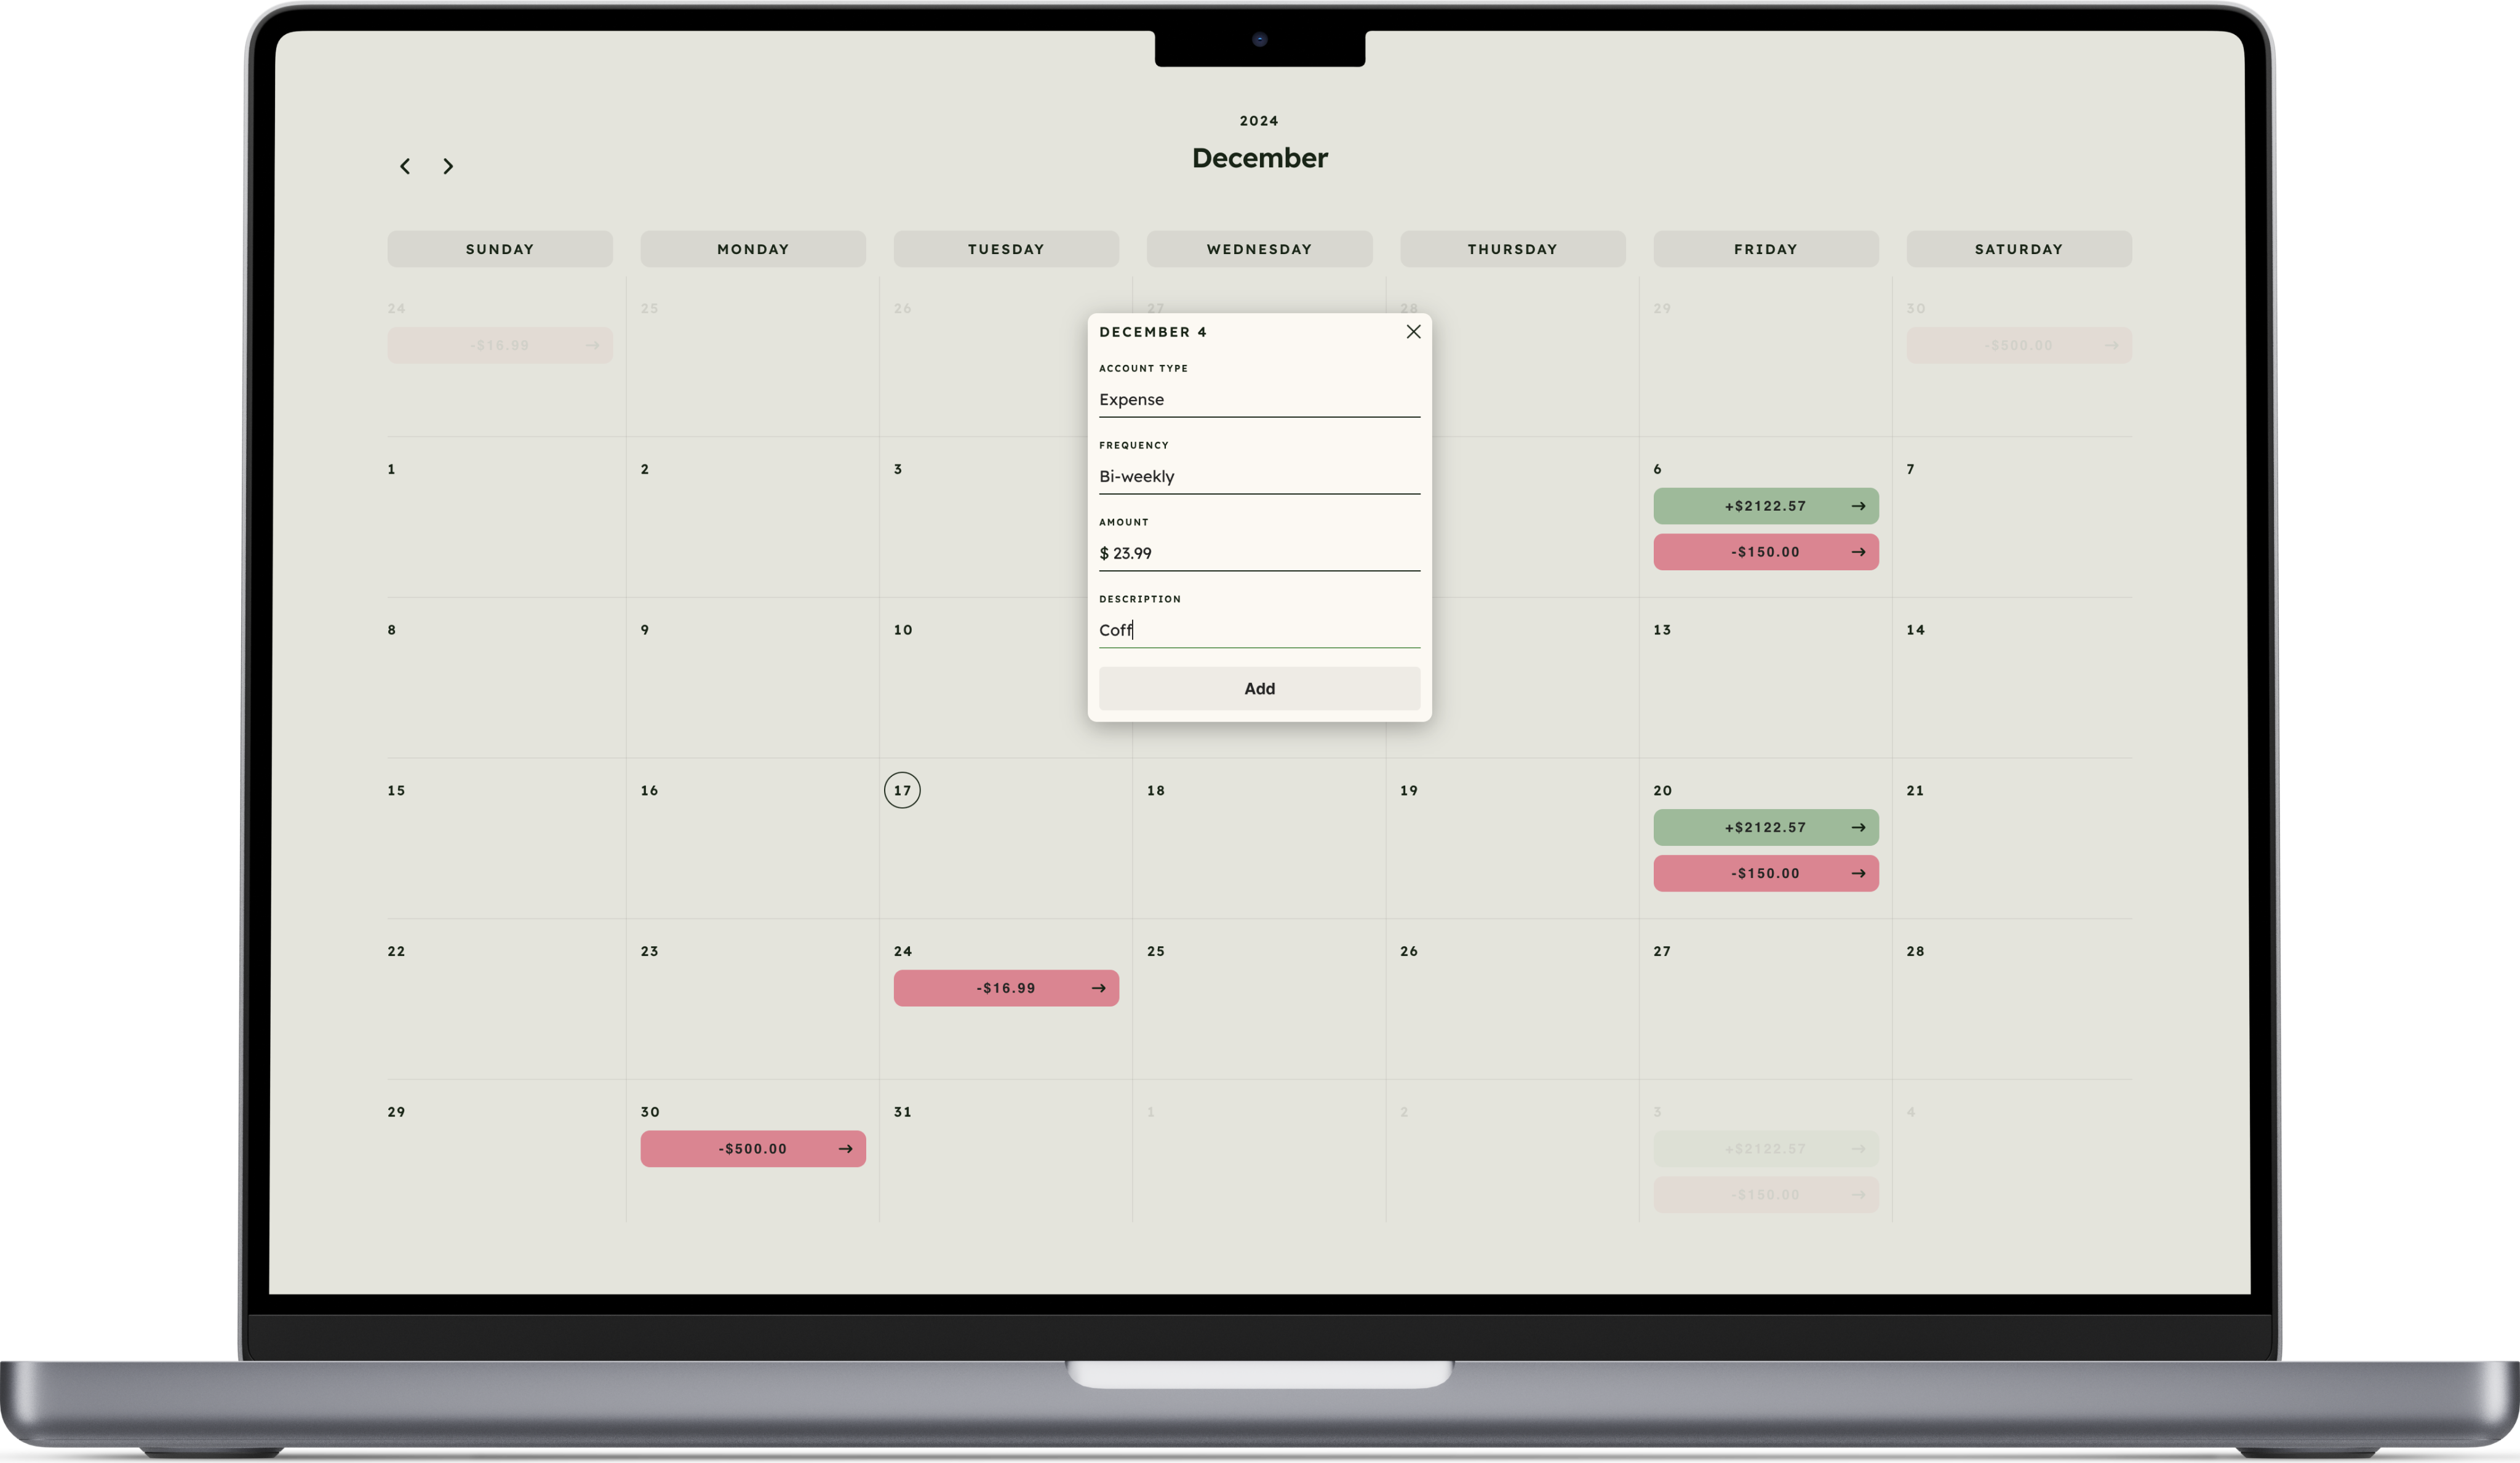 2024
December
SUNDAY MONDAY TUESDAY WEDNESDAY THURSDAY FRIDAY SATURDAY
24 25 26 27 28 29 30
-$16.99 → -$500.00 →
DECEMBER 4
ACCOUNT TYPE
Expense
FREQUENCY
Bi-weekly
AMOUNT
$ 23.99
DESCRIPTION
Coff
Add
1 2 3 6 7
+$2122.57 →
-$150.00 →
8 9 10 13 14
15 16 17 18 19 20 21
+$2122.57 →
-$150.00 →
22 23 24 25 26 27 28
-$16.99 →
29 30 31 1 2 3 4
-$500.00 → +$2122.57 →
-$150.00 →